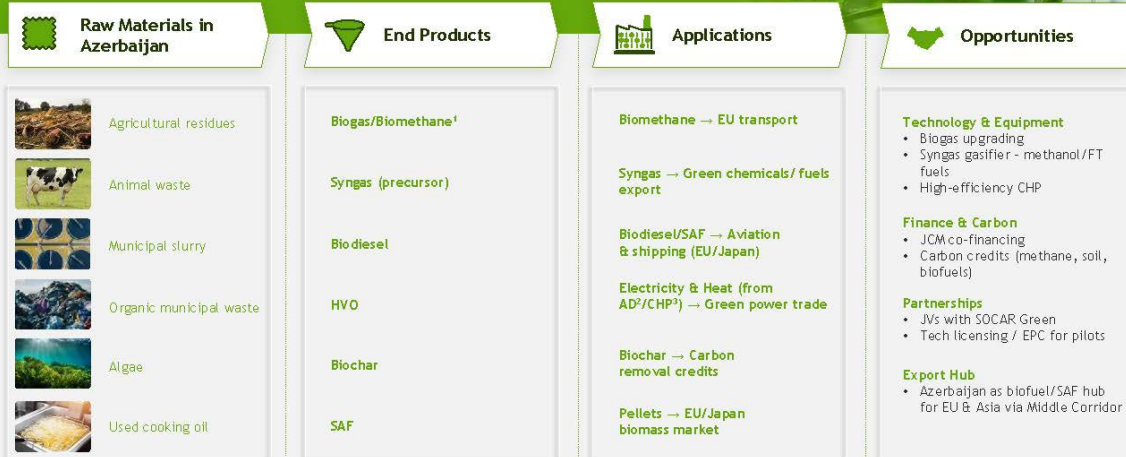 Raw Materials in
Azerbaijan
End Products
Applications
Opportunities
Agricultural residues
Animal waste
Municipal slurry
Organic municipal waste
Algae
Used cooking oil
Biogas/Biomethane¹
Syngas (precursor)
Biodiesel
HVO
Biochar
SAF
Biomethane → EU transport
Syngas → Green chemicals/ fuels
export
Biodiesel/SAF → Aviation
& shipping (EU/Japan)
Electricity & Heat (from
AD²/CHP³) → Green power trade
Biochar → Carbon
removal credits
Pellets → EU/Japan
biomass market
Technology & Equipment
• Biogas upgrading
• Syngas gasifier - methanol/FT
fuels
• High-efficiency CHP
Finance & Carbon
• JCM co-financing
• Carbon credits (methane, soil,
biofuels)
Partnerships
• JVs with SOCAR Green
• Tech licensing / EPC for pilots
Export Hub
• Azerbaijan as biofuel/SAF hub
for EU & Asia via Middle Corridor